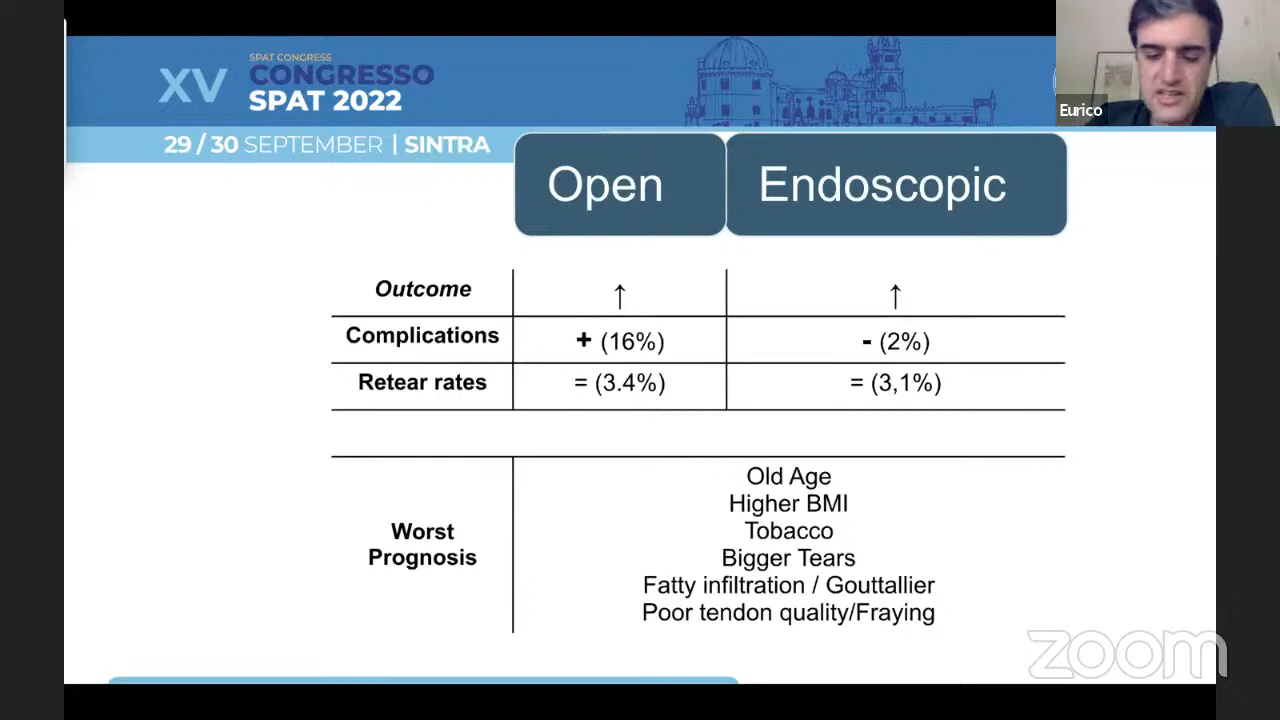 SPAT CONGRESS
XV CONGRESSO
SPAT 2022
29 / 30 SEPTEMBER | SINTRA
Eurico
Open Endoscopic
Outcome ↑ ↑
Complications + (16%) - (2%)
Retear rates = (3.4%) = (3,1%)
Old Age
Higher BMI
Tobacco
Worst
Prognosis
Bigger Tears
Fatty infiltration / Gouttallier
Poor tendon quality/Fraying
zoom